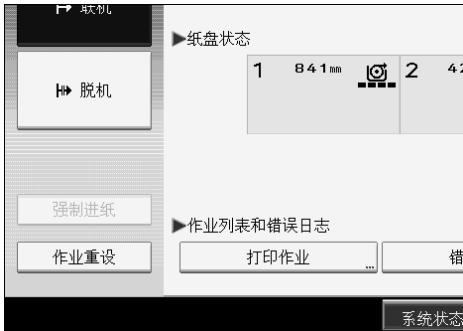 联机
▶纸盘状态
1 841mm 2
脱机
强制进纸
▶作业列表和错误日志
作业重设 打印作业 ...
系统状态